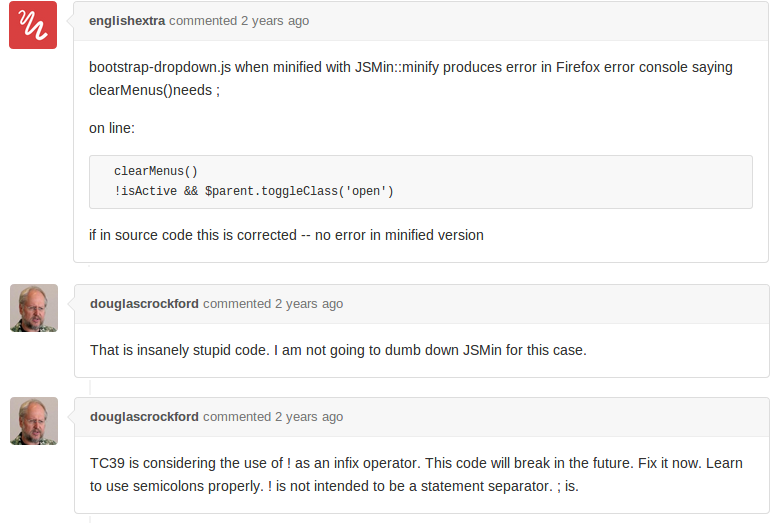 englishextra commented 2 years ago
bootstrap-dropdown.js when minified with JSMin::minify produces error in Firefox error console saying
clearMenus()needs ;
on line:
clearMenus()
!isActive && $parent.toggleClass('open')
if in source code this is corrected -- no error in minified version
douglascrockford commented 2 years ago
That is insanely stupid code. I am not going to dumb down JSMin for this case.
douglascrockford commented 2 years ago
TC39 is considering the use of ! as an infix operator. This code will break in the future. Fix it now. Learn
to use semicolons properly. ! is not intended to be a statement separator. ; is.